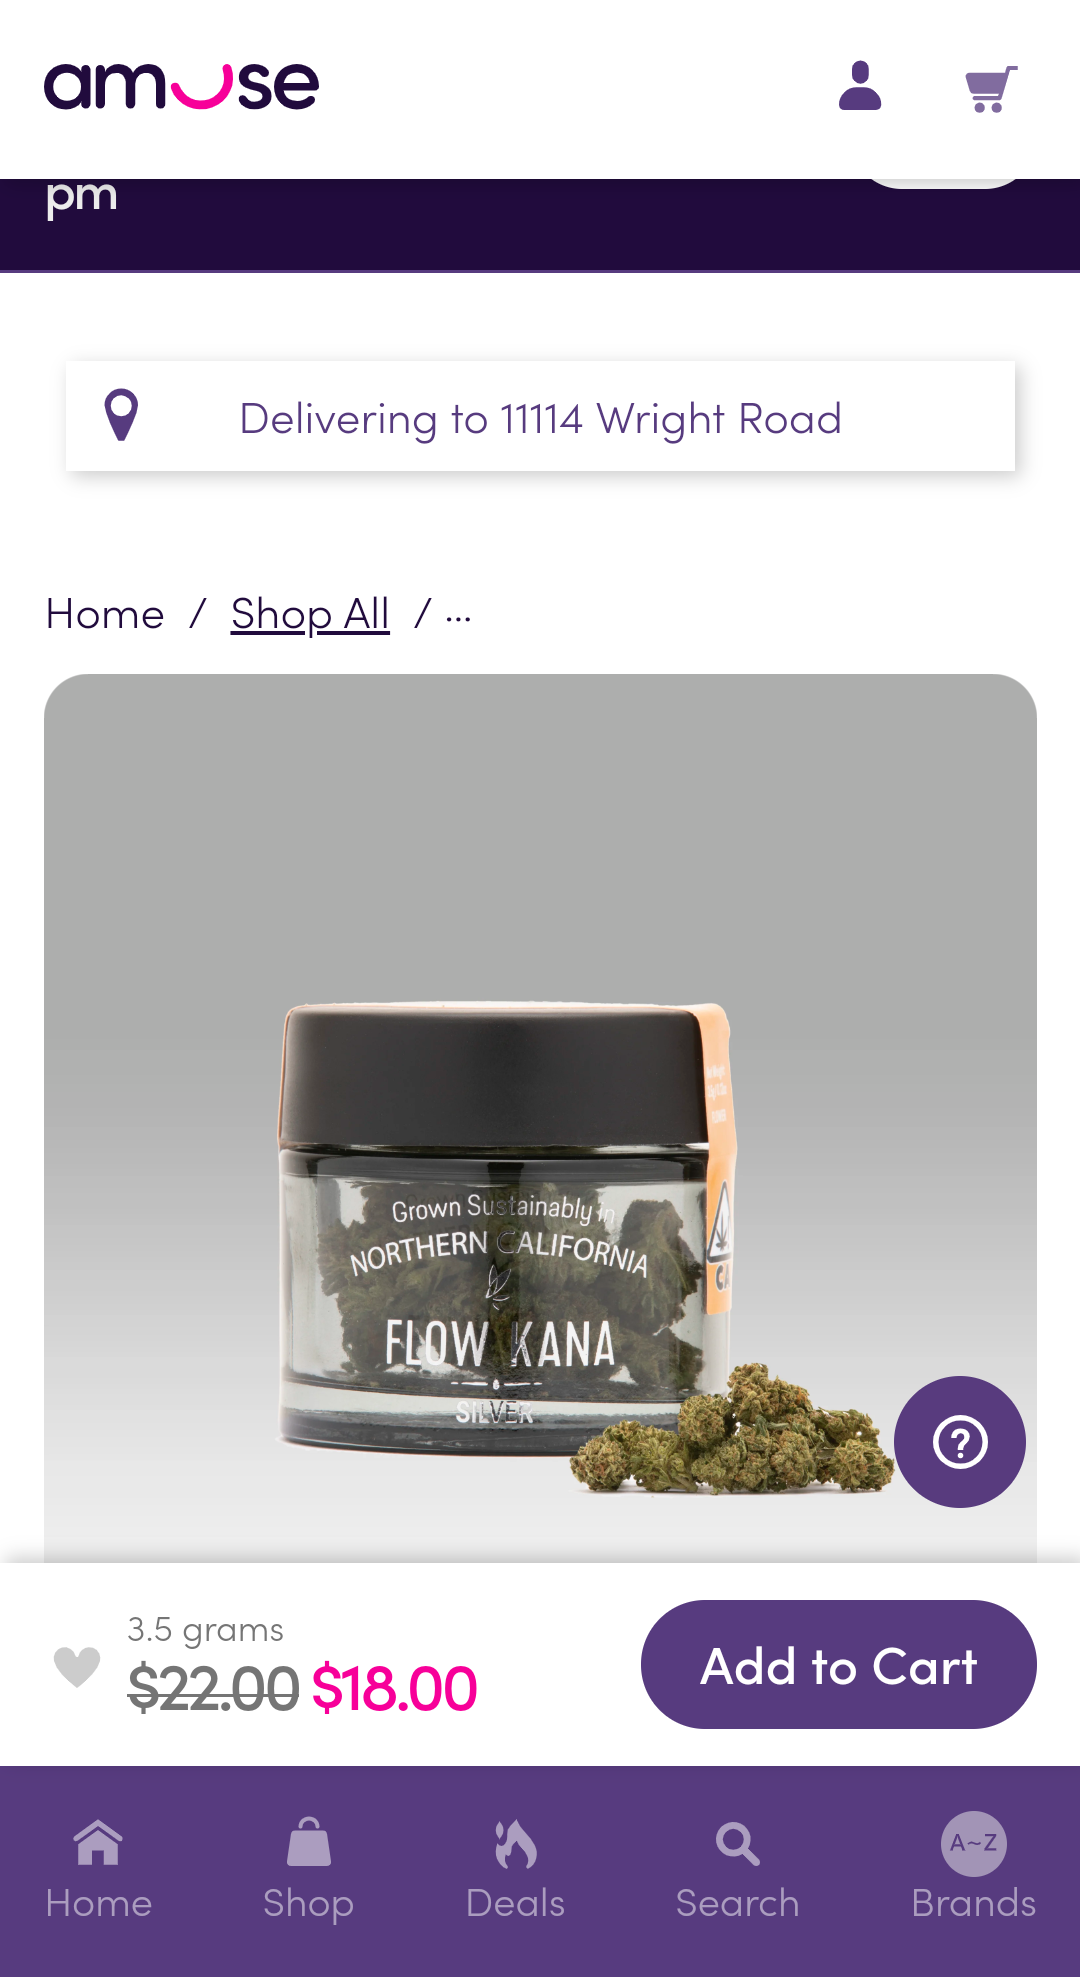 amuse
pm
Delivering to 11114 Wright Road
Home / Shop All / ...
Grown Sustainably in
NORTHERN CALIFORNIA
FLOW KANA
SILVER
CA
3.5 grams
$22.00 $18.00
Add to Cart
A~Z
Home Shop Deals Search Brands